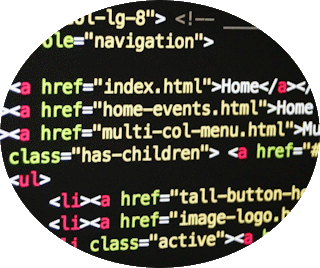 ol-lg-8"> <!--
ole="navigation">
<a href="index.html">Home</a></
<a href="home-events.html">Home
<a href="multi-col-menu.html">Mu
class="has-children"> <a href="#
<ul>
<li><a href="tall-button-he
<li><a href="image-logo.h
li class="active"><a